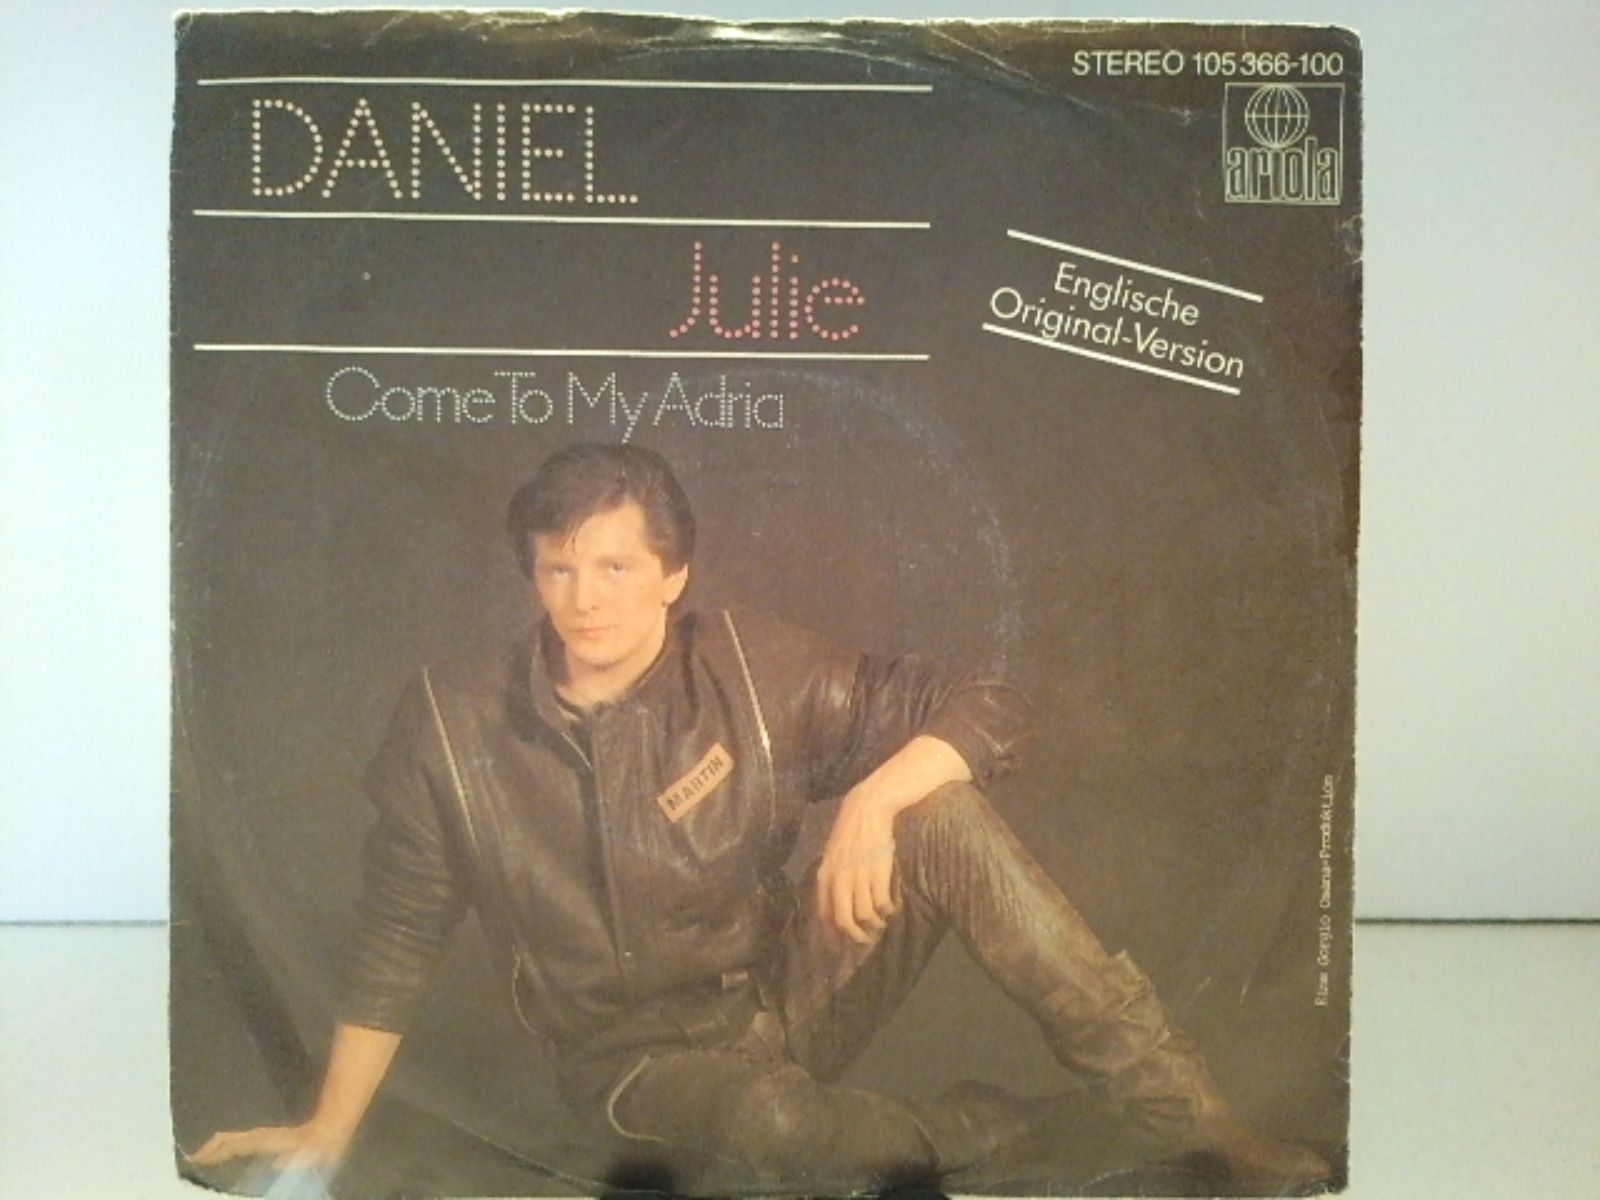 STEREO 105 366-100
DANIEL
ariola
Julie
Englische
Original-Version
Come To My Adria
MARTIN